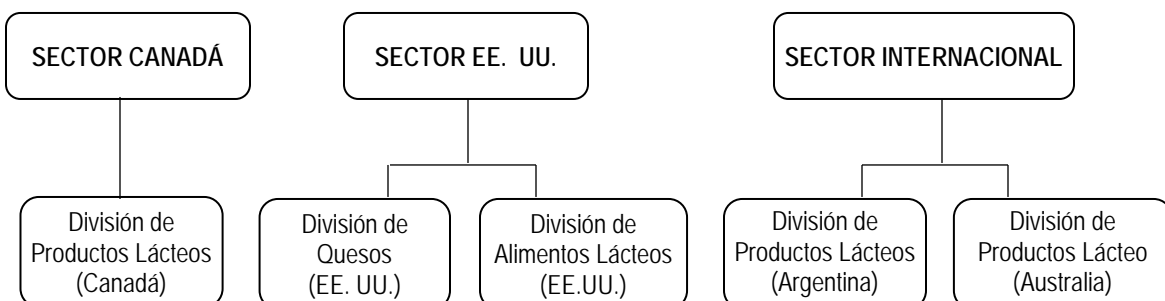 SECTOR CANADÁ
SECTOR EE. UU.
SECTOR INTERNACIONAL
División de
Productos Lácteos
(Canadá)
División de
Quesos
(EE. UU.)
División de
Alimentos Lácteos
(EE.UU.)
División de
Productos Lácteos
(Argentina)
División de
Productos Lácteo
(Australia)